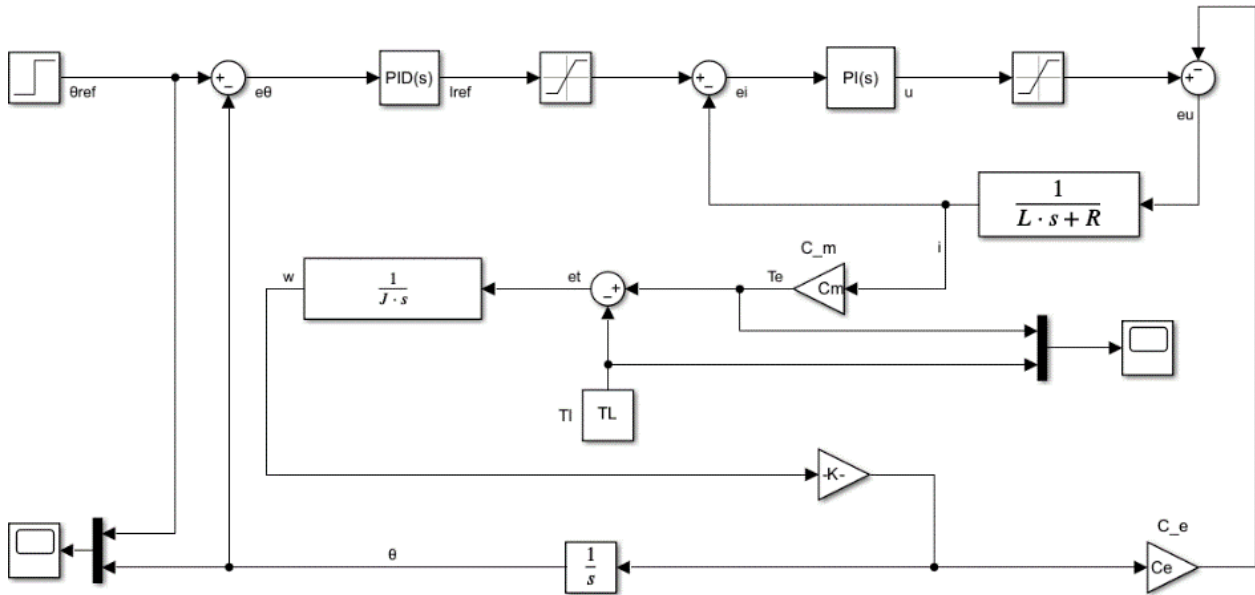 +
−
PID(s)
+
−
PI(s)
−
+
θref
eθ
Iref
ei
u
eu
1
L · s + R
C_m
i
w
1
J · s
et
−
+
Te
Cm
Tl
TL
-K-
C_e
θ
1
s
Ce